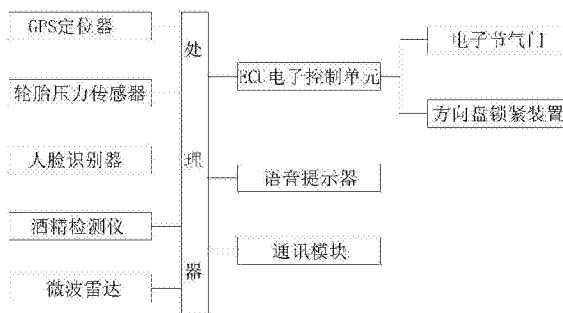 GPS定位器
轮胎压力传感器
人脸识别器
酒精检测仪
微波雷达
处理器
ECU电子控制单元
语音提示器
通讯模块
电子节气门
方向盘锁紧装置